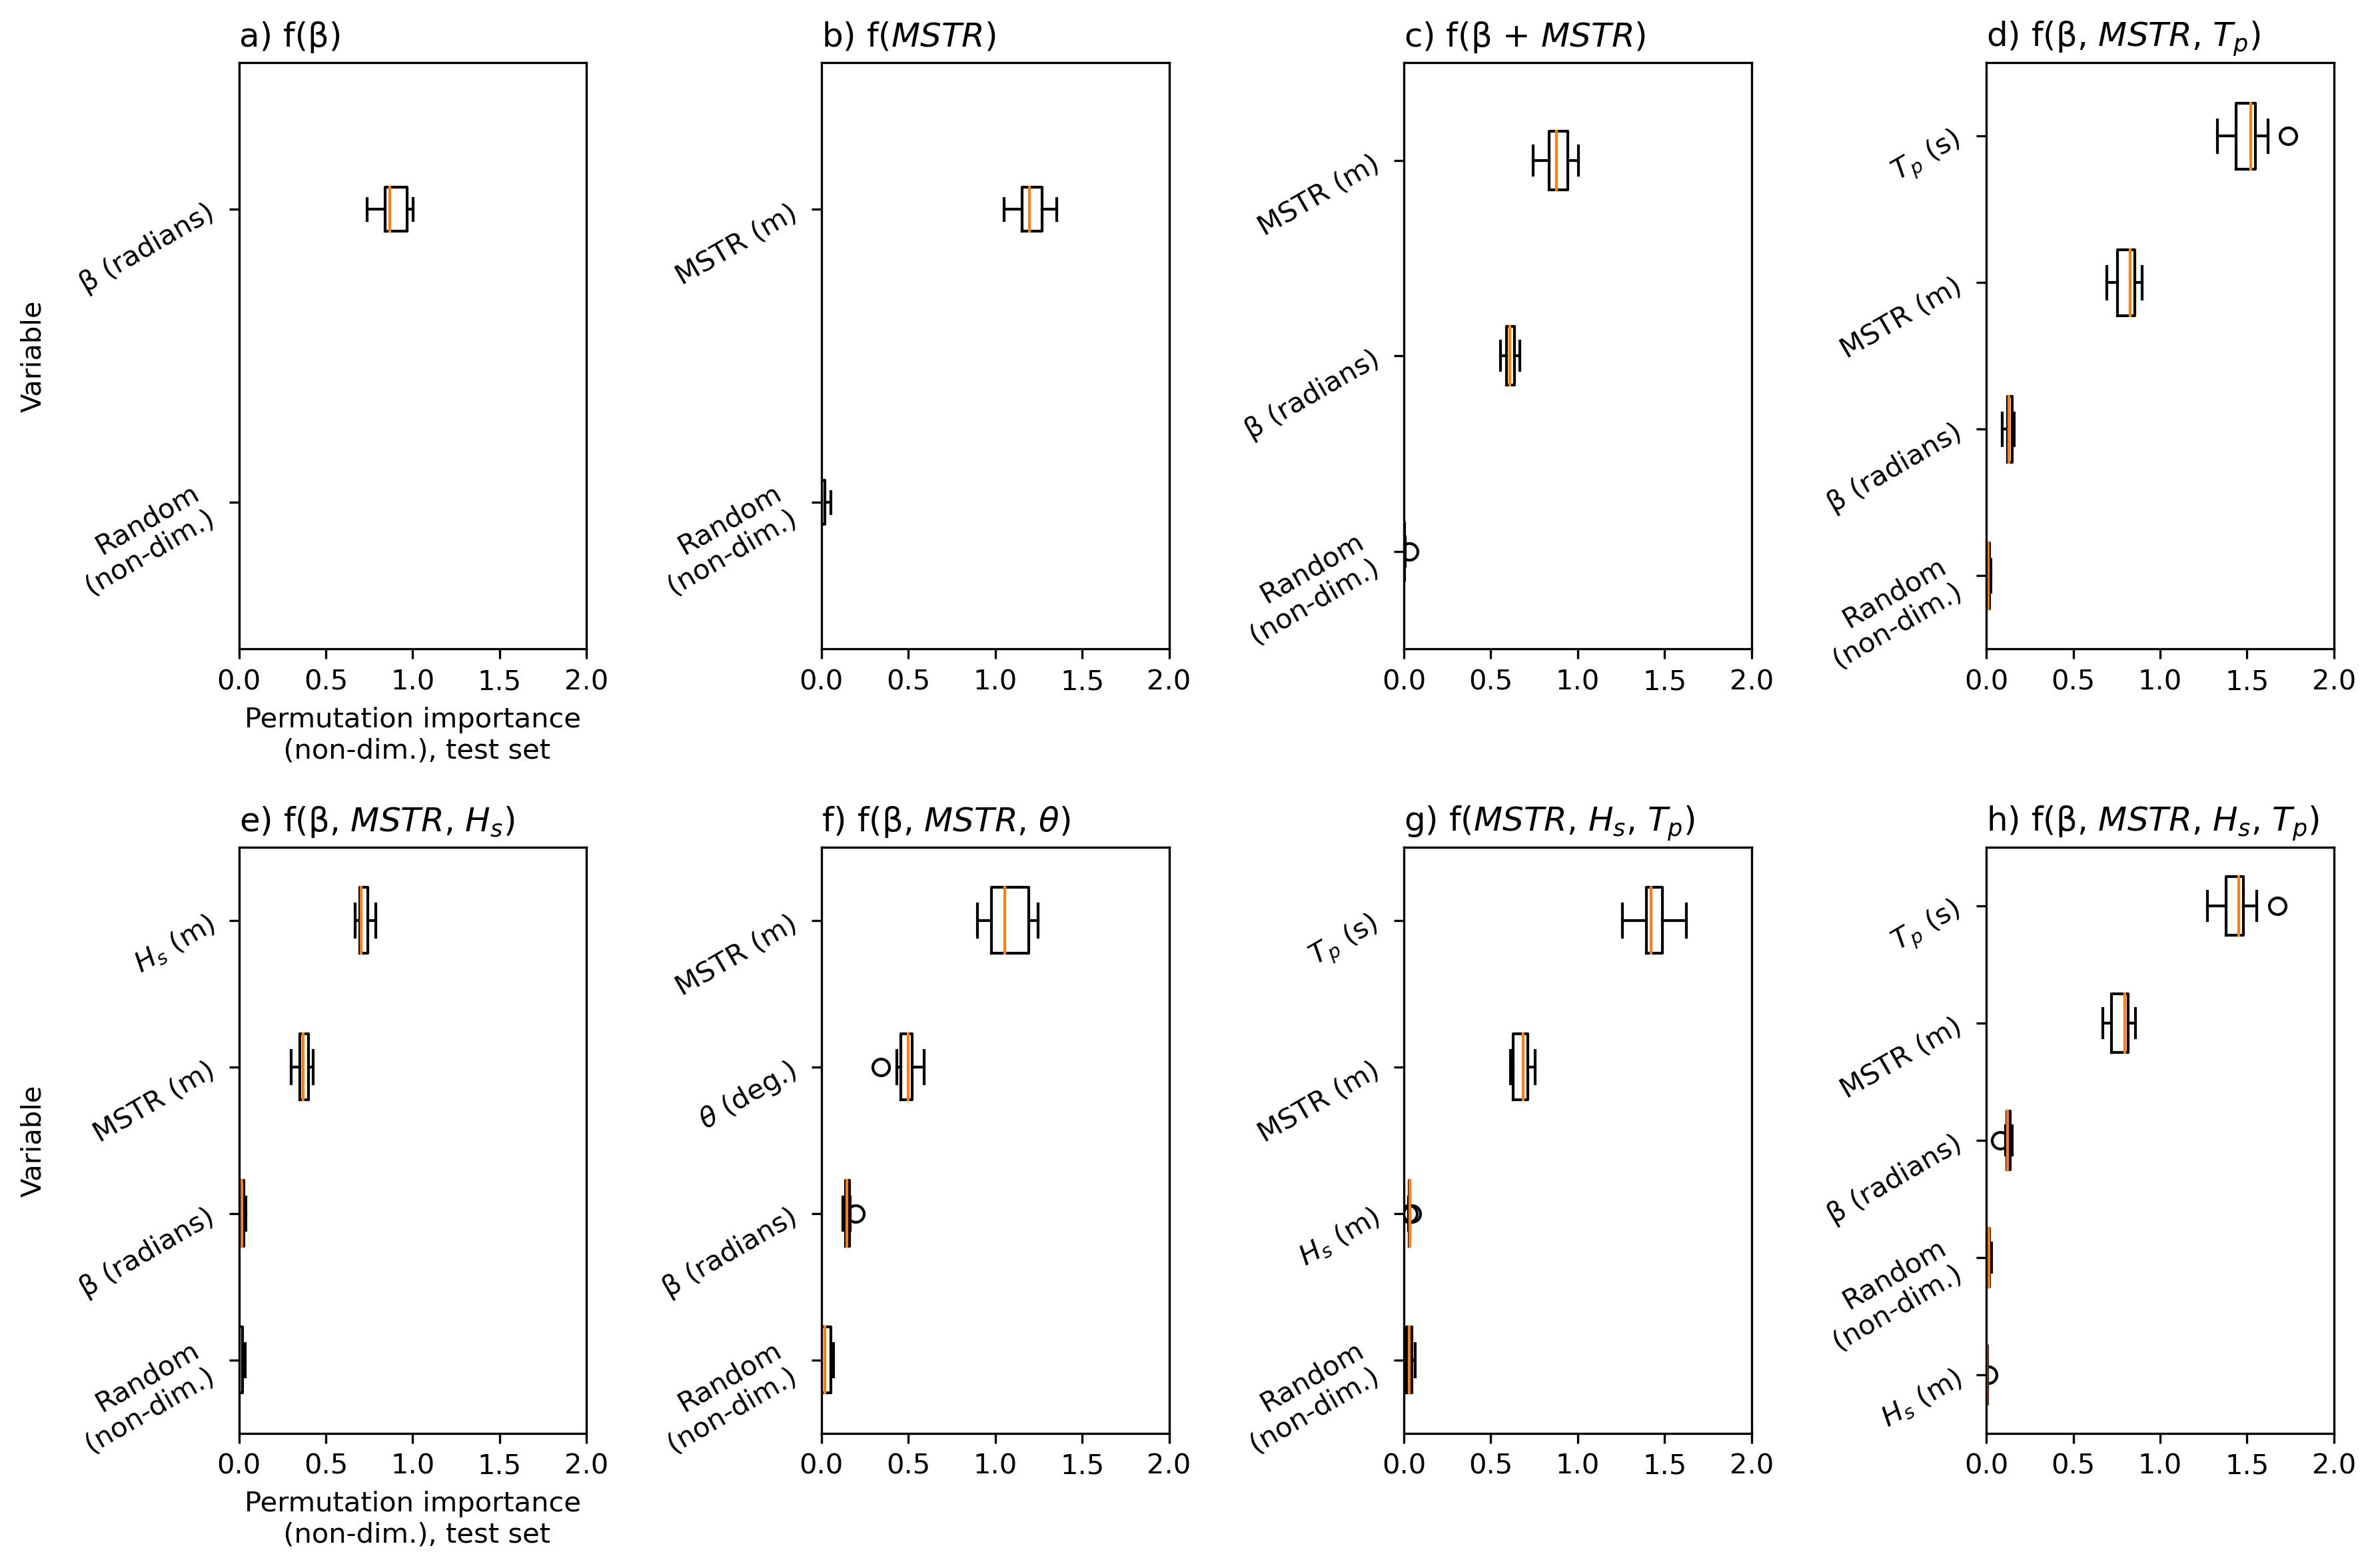 a) f(β)
Variable
β (radians)
Random
(non-dim.)
0.0 0.5 1.0 1.5 2.0
Permutation importance
(non-dim.), test set
b) f(MSTR)
MSTR (m)
Random
(non-dim.)
0.0 0.5 1.0 1.5 2.0
c) f(β + MSTR)
MSTR (m)
β (radians)
Random
(non-dim.)
0.0 0.5 1.0 1.5 2.0
d) f(β, MSTR, Tp)
Tp (s)
MSTR (m)
β (radians)
Random
(non-dim.)
0.0 0.5 1.0 1.5 2.0
e) f(β, MSTR, Hs)
Variable
Hs (m)
MSTR (m)
β (radians)
Random
(non-dim.)
0.0 0.5 1.0 1.5 2.0
Permutation importance
(non-dim.), test set
f) f(β, MSTR, θ)
MSTR (m)
θ (deg.)
β (radians)
Random
(non-dim.)
0.0 0.5 1.0 1.5 2.0
g) f(MSTR, Hs, Tp)
Tp (s)
MSTR (m)
Hs (m)
Random
(non-dim.)
0.0 0.5 1.0 1.5 2.0
h) f(β, MSTR, Hs, Tp)
Tp (s)
MSTR (m)
β (radians)
Random
(non-dim.)
Hs (m)
0.0 0.5 1.0 1.5 2.0